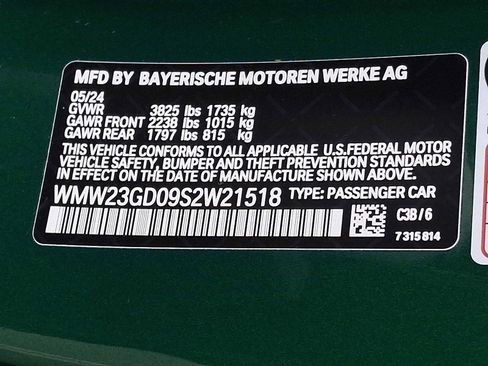 MFD BY BAYERISCHE MOTOREN WERKE AG
05/24
GVWR 3825 lbs 1735 kg
GAWR FRONT 2238 lbs 1015 kg
GAWR REAR 1797 lbs 815 kg
THIS VEHICLE CONFORMS TO ALL APPLICABLE U.S.FEDERAL MOTOR
VEHICLE SAFETY, BUMPER AND THEFT PREVENTION STANDARDS
IN EFFECT ON THE DATE OF MANUFACTURE SHOWN ABOVE.
WMW23GD09S2W21518 TYPE: PASSENGER CAR
C3B / 6
7 315 814